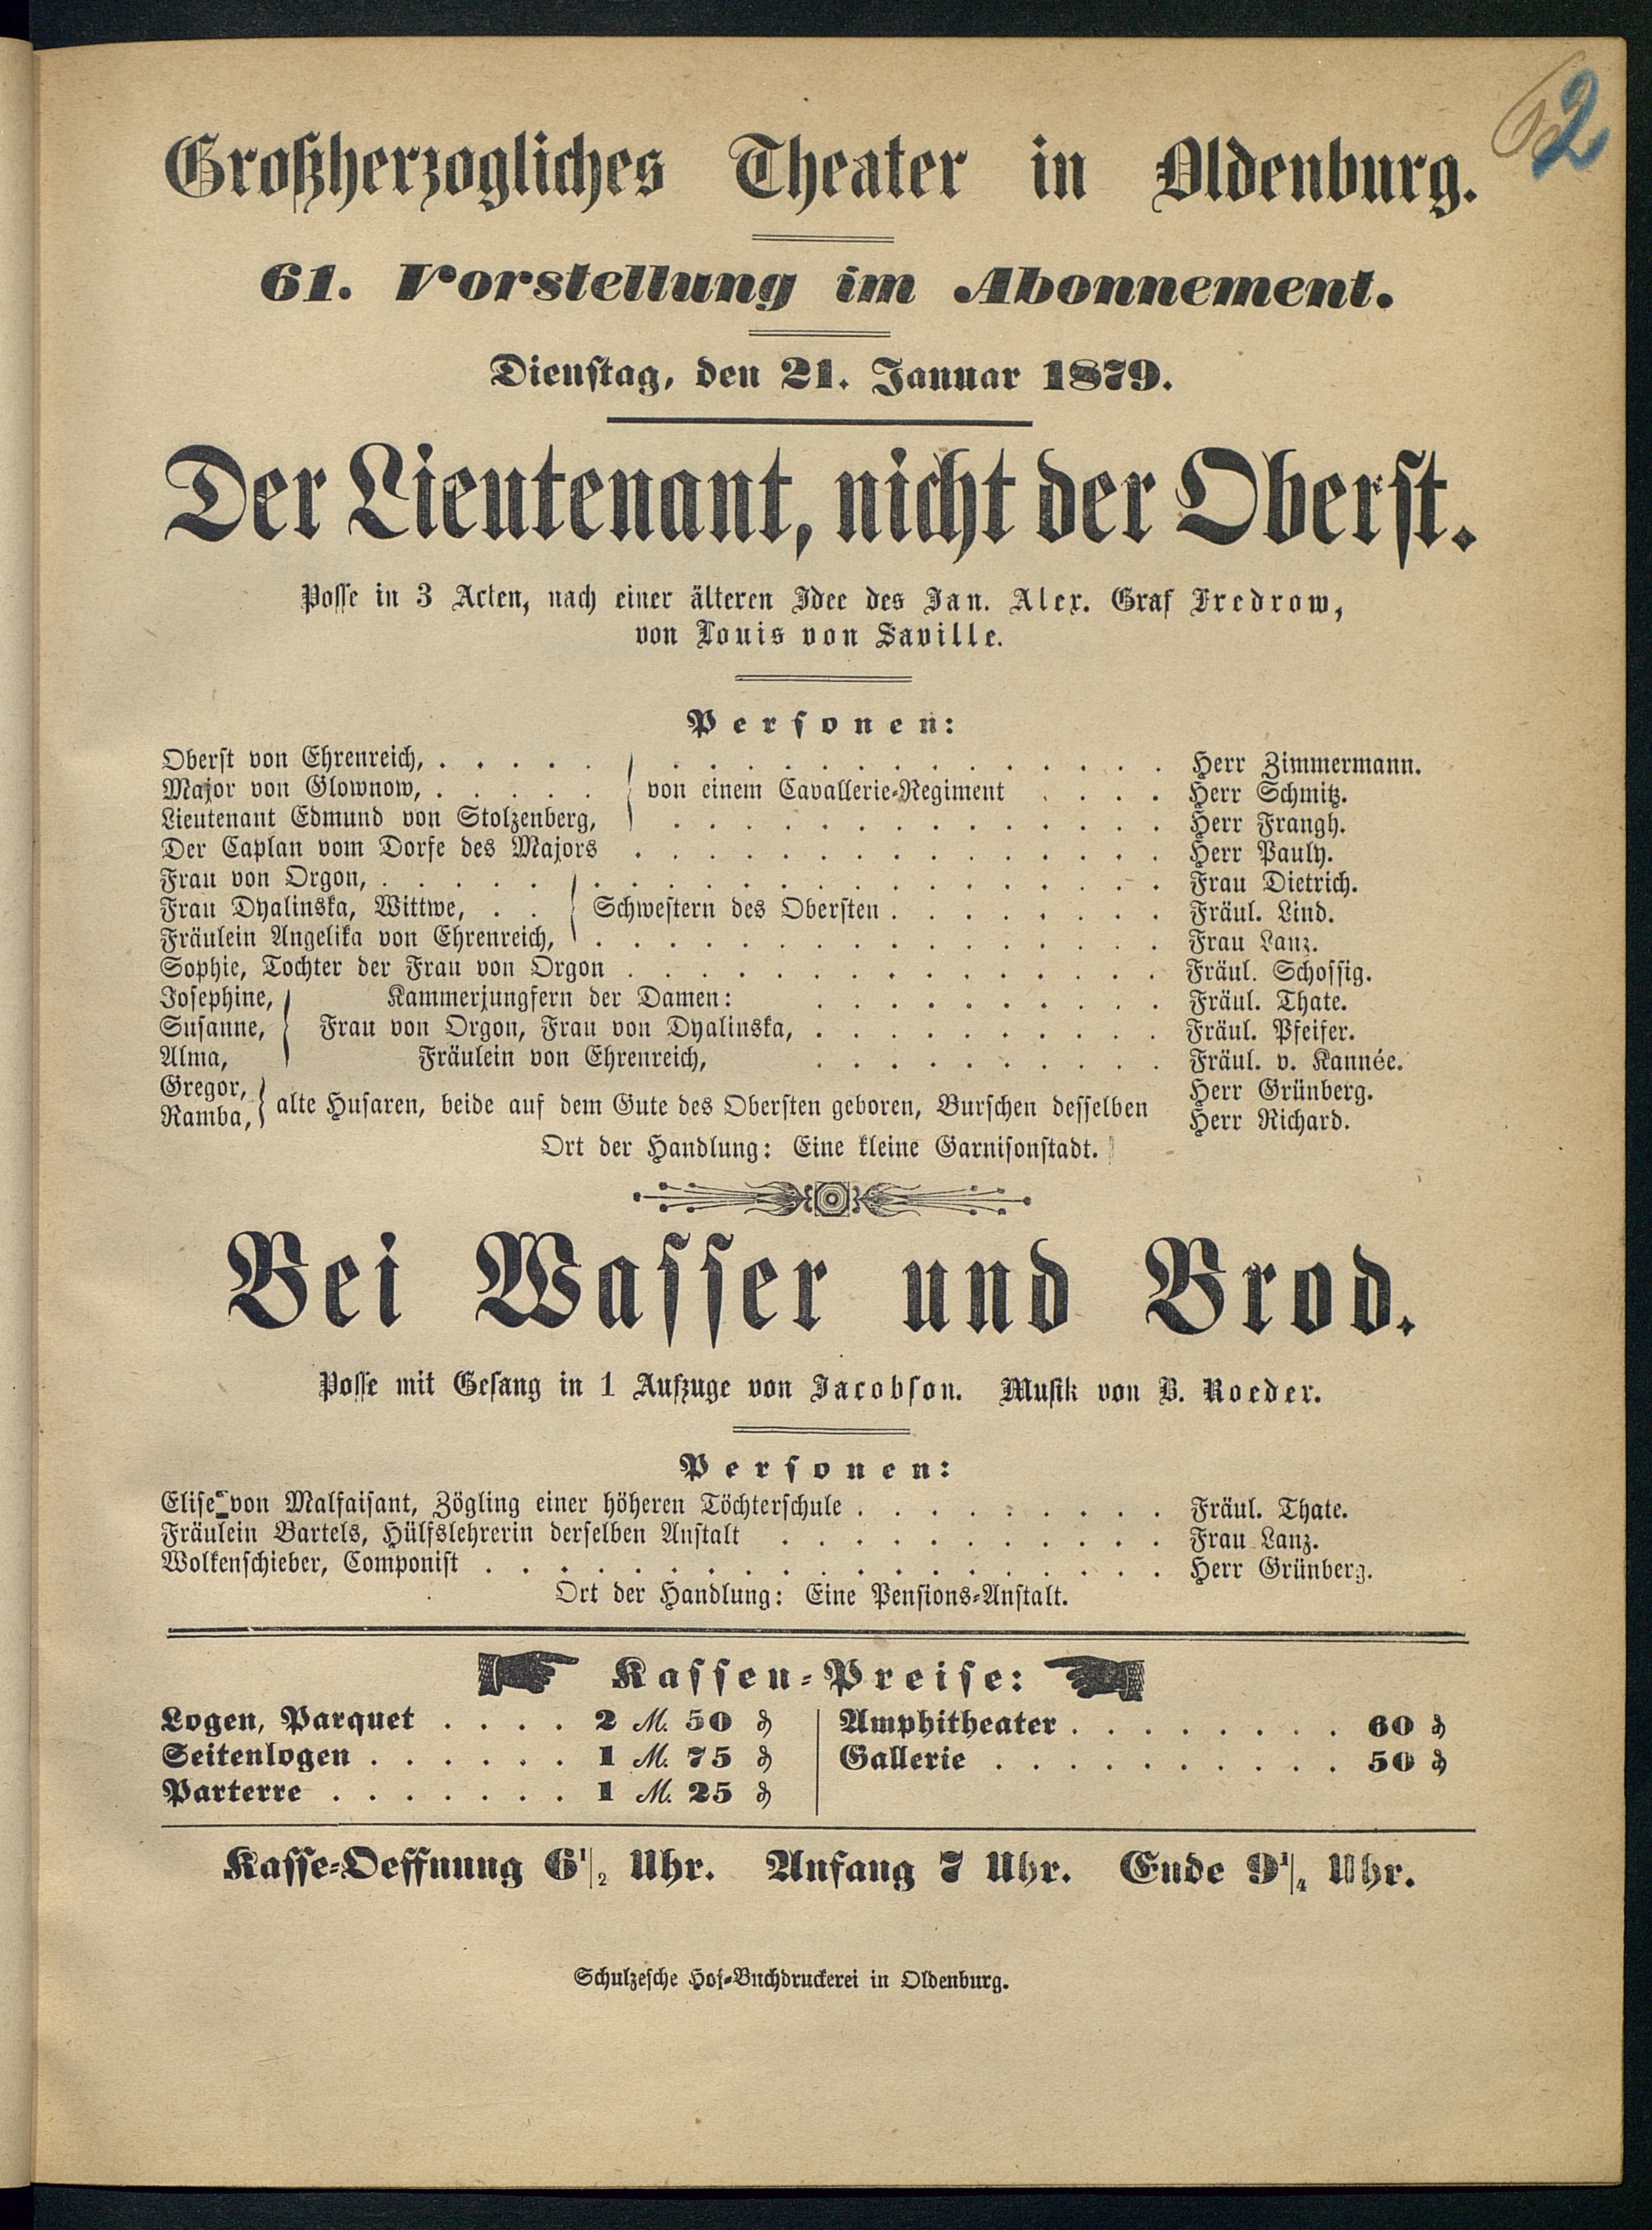 62
Großherzogliches Theater in Oldenburg.
61. Vorstellung im Abonnement.
Dienstag, den 21. Januar 1879.
Der Lieutenant, nicht der Oberst.
Posse in 3 Acten, nach einer älteren Idee des Jan. Alex. Graf Fredrow,
von Louis von Saville.
Personen:
Oberst von Ehrenreich, . . . . . Herr Zimmermann.
Major von Glownow, . . . . . von einem Cavallerie-Regiment . . . . Herr Schmitz.
Lieutenant Edmund von Stolzenberg, . . . . Herr Frangh.
Der Caplan vom Dorfe des Majors . . . . Herr Pauly.
Frau von Orgon, . . . . . Frau Dietrich.
Frau Dyalinska, Wittwe, . . Schwestern des Obersten . . . . Fräul. Lind.
Fräulein Angelika von Ehrenreich, . . . . Frau Lanz.
Sophie, Tochter der Frau von Orgon . . . . Fräul. Schossig.
Josephine, Kammerjungfern der Damen: . . . . Fräul. Thate.
Susanne, Frau von Orgon, Frau von Dyalinska, . . . . Fräul. Pfeifer.
Alma, Fräulein von Ehrenreich, . . . . Fräul. v. Kannée.
Gregor, Herr Grünberg.
Ramba, alte Husaren, beide auf dem Gute des Obersten geboren, Burschen desselben Herr Richard.
Ort der Handlung: Eine kleine Garnisonstadt.
Bei Wasser und Brod.
Posse mit Gesang in 1 Aufzuge von Jacobson. Musik von B. Roeder.
Personen:
Elise von Malfaisant, Zögling einer höheren Töchterschule . . . . Fräul. Thate.
Fräulein Bartels, Hülfslehrerin derselben Anstalt . . . . Frau Lanz.
Wolkenschieber, Componist . . . . Herr Grünberg.
Ort der Handlung: Eine Pensions-Anstalt.
Kassen-Preise:
Logen, Parquet . . . . 2 M. 50 ₰
Seitenlogen . . . . . . 1 M. 75 ₰
Parterre . . . . . . . 1 M. 25 ₰
Amphitheater . . . . . . . . 60 ₰
Gallerie . . . . . . . . . . 50 ₰
Kasse-Oeffnung 6 1/2 Uhr. Anfang 7 Uhr. Ende 9 1/4 Uhr.
Schulzesche Hof-Buchdruckerei in Oldenburg.